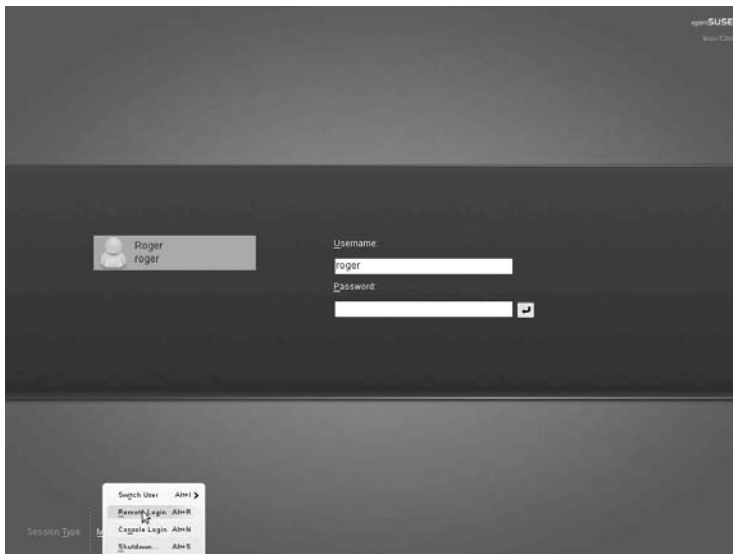 openSUSE
Roger
roger
Username:
roger
Password:
Switch User Alt+I
Remote Login Alt+R
Console Login Alt+N
Shutdown... Alt+S
Session Type
M